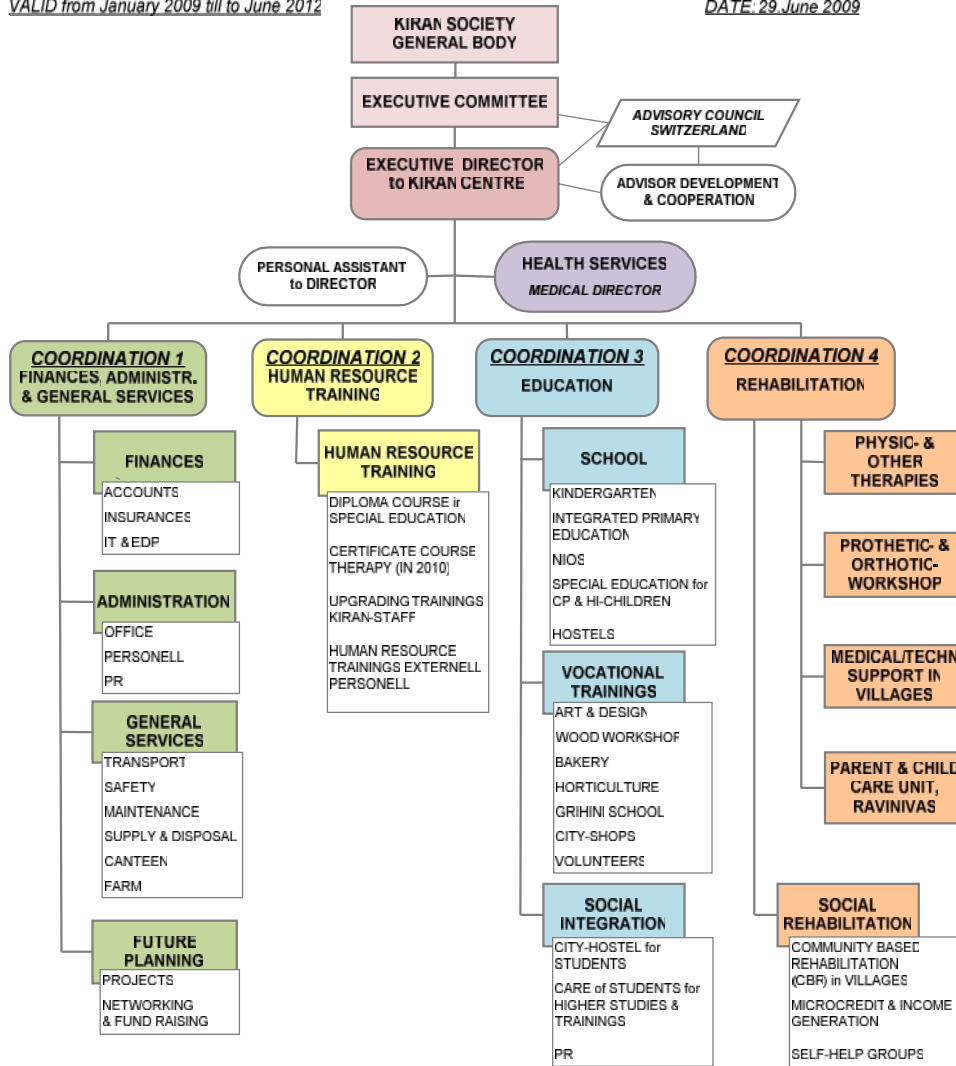 VALID from January 2009 till to June 2012
DATE: 29.June 2009
KIRAN SOCIETY
GENERAL BODY
EXECUTIVE COMMITTEE
ADVISORY COUNCIL
SWITZERLAND
EXECUTIVE DIRECTOR
to KIRAN CENTRE
ADVISOR DEVELOPMENT
& COOPERATION
PERSONAL ASSISTANT
to DIRECTOR
HEALTH SERVICES
MEDICAL DIRECTOR
COORDINATION 1
FINANCES, ADMINISTR.
& GENERAL SERVICES
FINANCES
ACCOUNTS
INSURANCES
IT & EDP
ADMINISTRATION
OFFICE
PERSONELL
PR
GENERAL
SERVICES
TRANSPORT
SAFETY
MAINTENANCE
SUPPLY & DISPOSAL
CANTEEN
FARM
FUTURE
PLANNING
PROJECTS
NETWORKING
& FUND RAISING
COORDINATION 2
HUMAN RESOURCE
TRAINING
HUMAN RESOURCE
TRAINING
DIPLOMA COURSE in
SPECIAL EDUCATION
CERTIFICATE COURSE
THERAPY (IN 2010)
UPGRADING TRAININGS
KIRAN-STAFF
HUMAN RESOURCE
TRAININGS EXTERNELL
PERSONELL
COORDINATION 3
EDUCATION
SCHOOL
KINDERGARTEN
INTEGRATED PRIMARY
EDUCATION
NIOS
SPECIAL EDUCATION for
CP & HI-CHILDREN
HOSTELS
VOCATIONAL
TRAININGS
ART & DESIGN
WOOD WORKSHOP
BAKERY
HORTICULTURE
GRIHINI SCHOOL
CITY-SHOPS
VOLUNTEERS
SOCIAL
INTEGRATION
CITY-HOSTEL for
STUDENTS
CARE of STUDENTS for
HIGHER STUDIES &
TRAININGS
PR
COORDINATION 4
REHABILITATION
PHYSIC- &
OTHER
THERAPIES
PROTHETIC- &
ORTHOTIC-
WORKSHOP
MEDICAL/TECHN
SUPPORT IN
VILLAGES
PARENT & CHILD
CARE UNIT,
RAVINIVAS
SOCIAL
REHABILITATION
COMMUNITY BASED
REHABILITATION
(CBR) in VILLAGES
MICROCREDIT & INCOME
GENERATION
SELF-HELP GROUPS